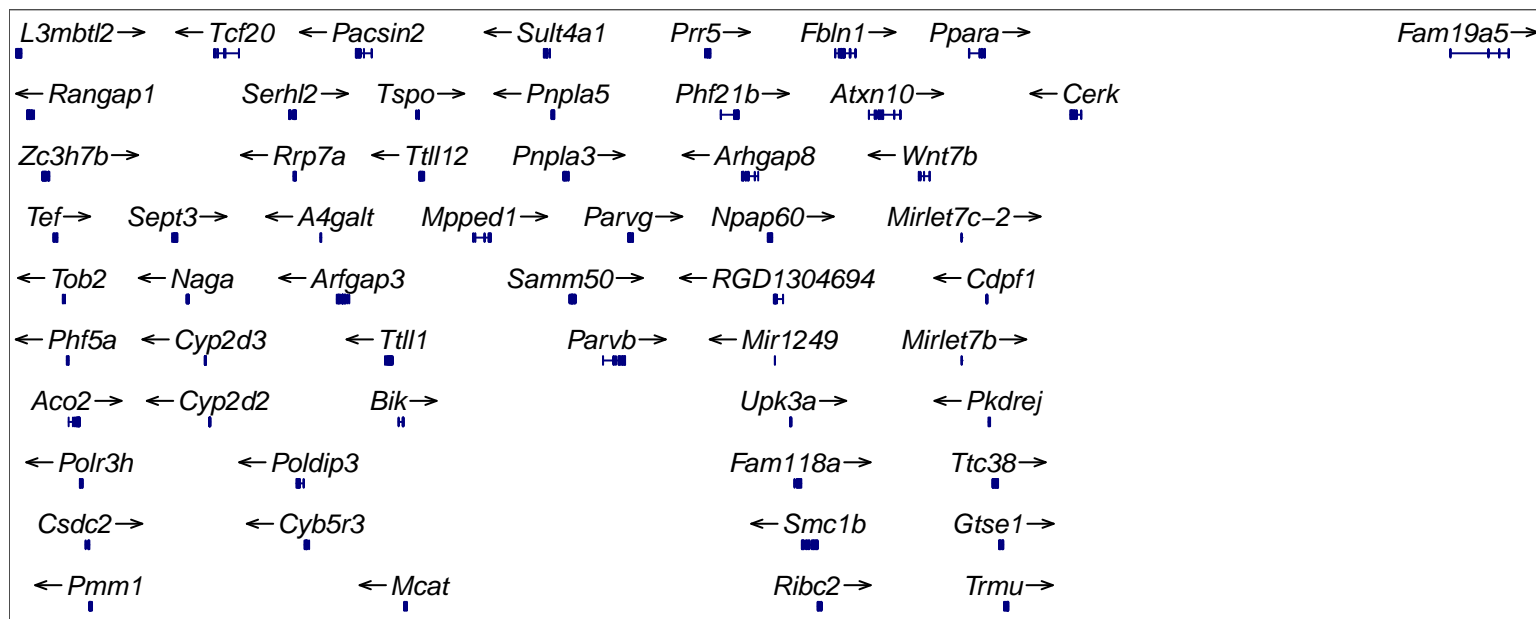 L3mbtl2→ ←Tcf20 ←Pacsin2 ←Sult4a1 Prr5→ Fbln1→ Ppara→ Fam19a5→
←Rangap1 Serhl2→ Tspo→ ←Pnpla5 Phf21b→ Atxn10→ ←Cerk
Zc3h7b→ ←Rrp7a ←Ttll12 Pnpla3→ ←Arhgap8 ←Wnt7b
Tef→ Sept3→ ←A4galt Mpped1→ Parvg→ Npap60→ Mirlet7c−2→
←Tob2 ←Naga ←Arfgap3 Samm50→ ←RGD1304694 ←Cdpf1
←Phf5a ←Cyp2d3 ←Ttll1 Parvb→ ←Mir1249 Mirlet7b→
Aco2→ ←Cyp2d2 Bik→ Upk3a→ ←Pkdrej
←Polr3h ←Poldip3 Fam118a→ Ttc38→
Csdc2→ ←Cyb5r3 ←Smc1b Gtse1→
←Pmm1 ←Mcat Ribc2→ Trmu→